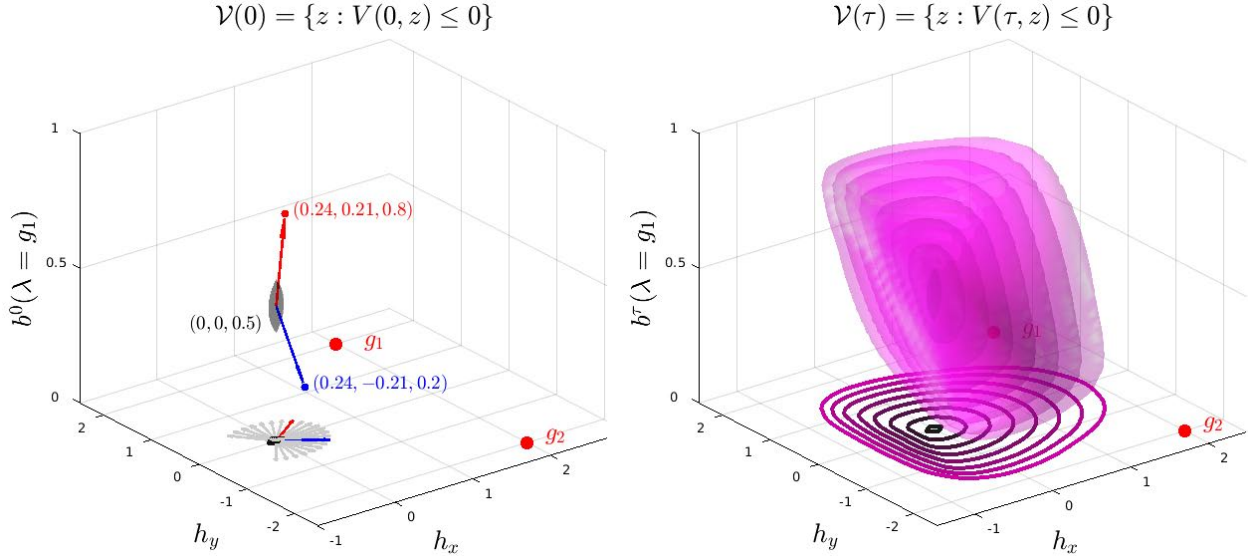 𝒱(0) = {z : V(0, z) ≤ 0}
1
0.5
0
b⁰(λ = g₁)
(0.24, 0.21, 0.8)
(0, 0, 0.5)
g₁
(0.24, −0.21, 0.2)
g₂
2
1
0
-1
-2
h_y
-1
0
1
2
h_x
𝒱(τ) = {z : V(τ, z) ≤ 0}
1
0.5
0
b^τ(λ = g₁)
g₁
g₂
2
1
0
-1
-2
h_y
-1
0
1
2
h_x